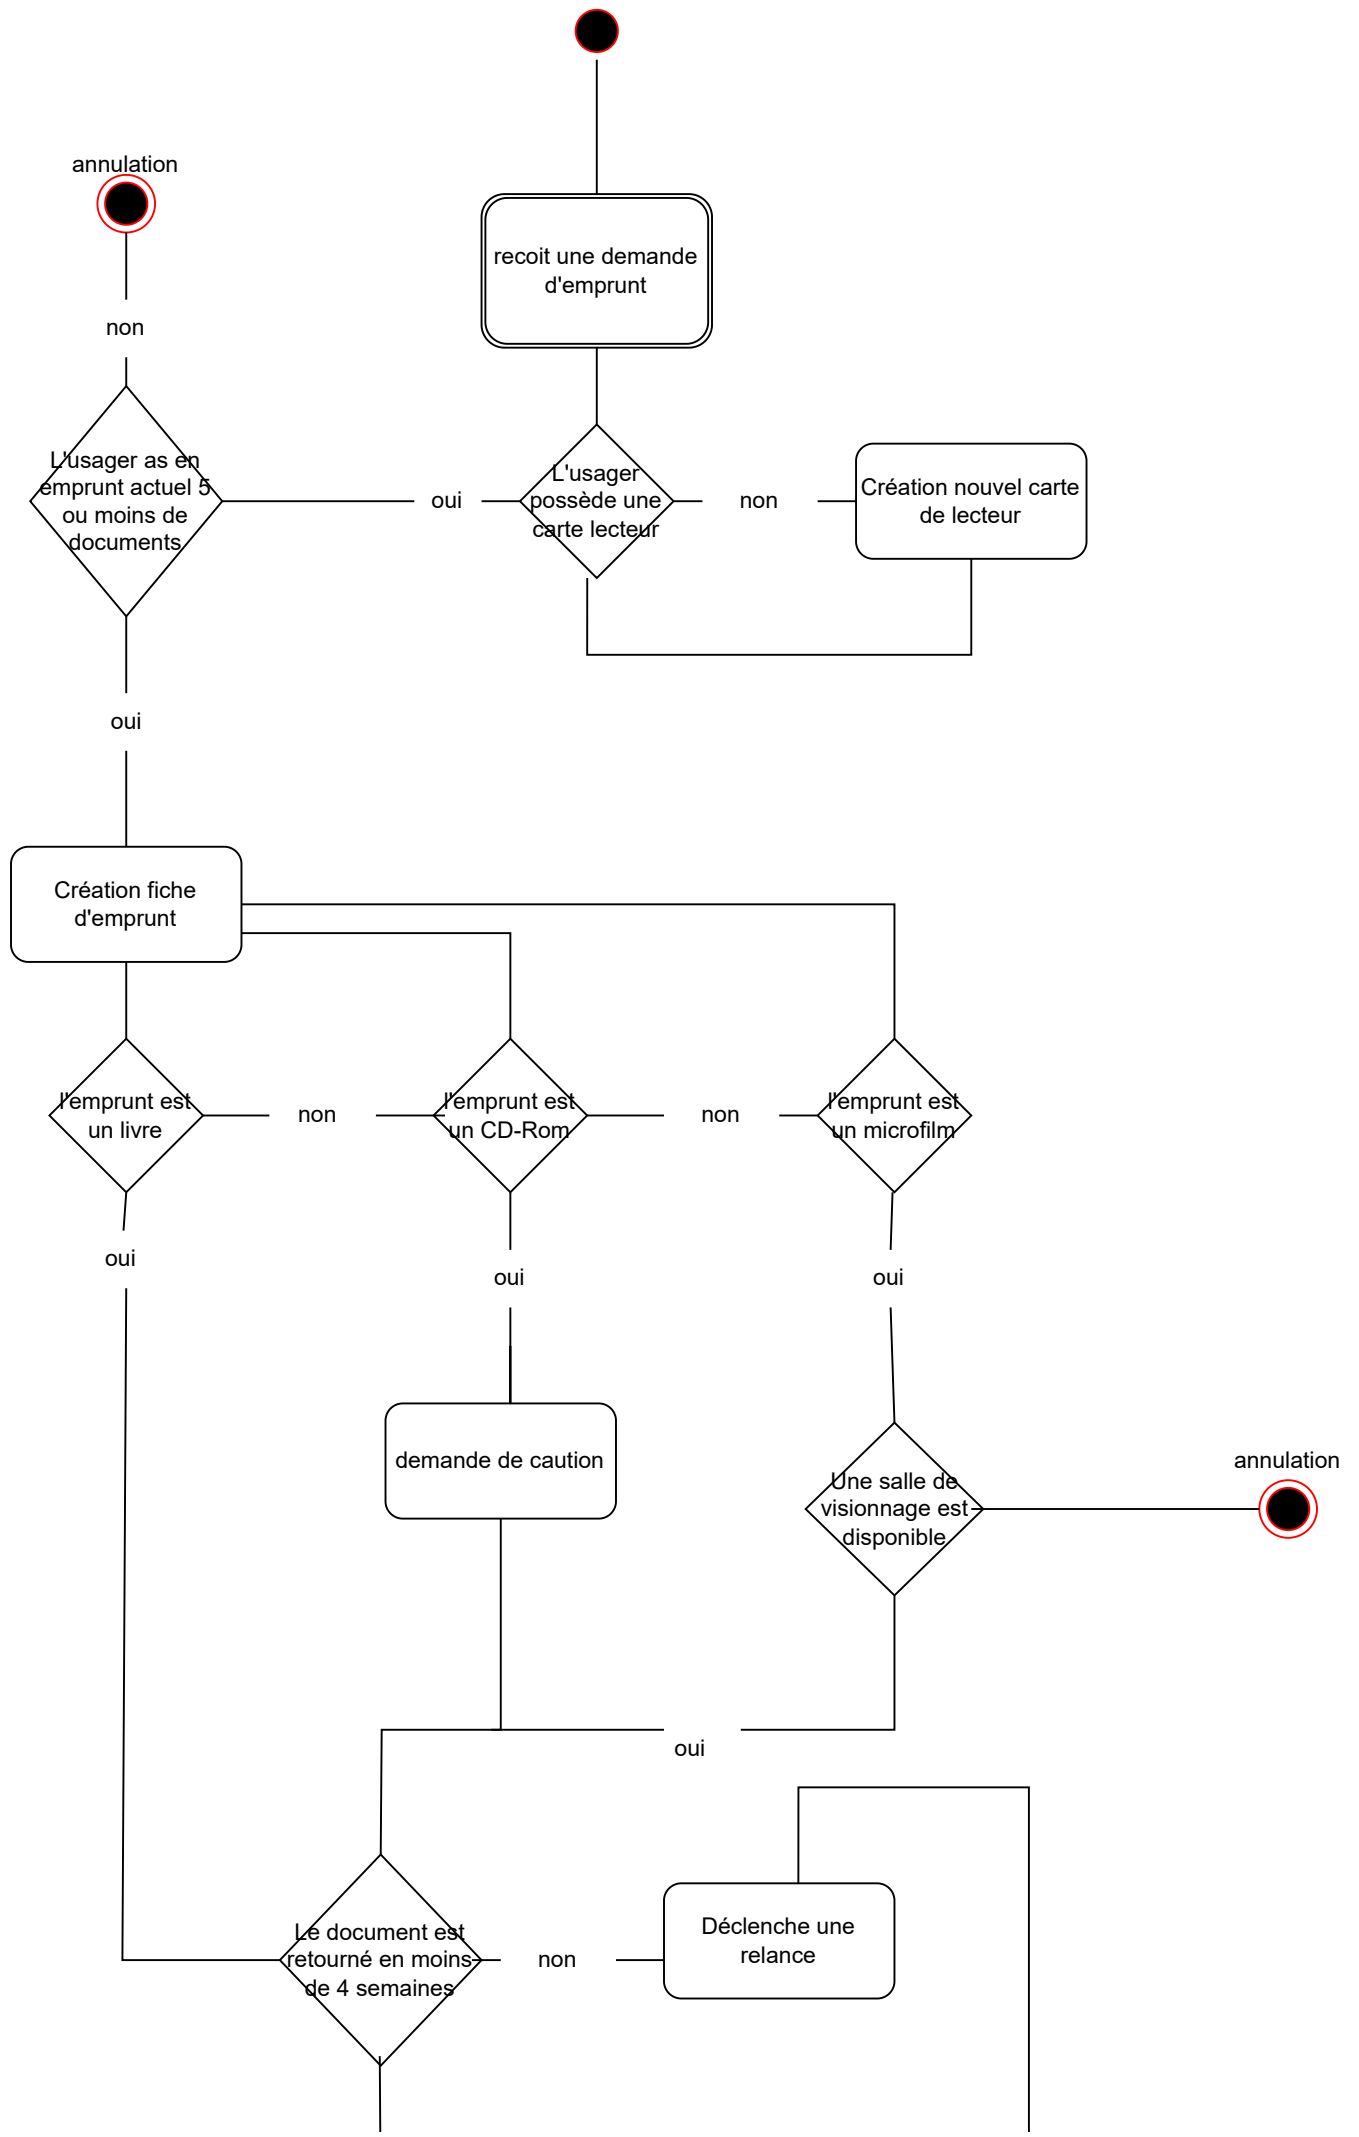 annulation
recoit une demande
d'emprunt
non
L'usager as en
emprunt actuel 5
ou moins de
documents
oui
L'usager
possède une
carte lecteur
non
Création nouvel carte
de lecteur
oui
Création fiche
d'emprunt
l'emprunt est
un livre
non
l'emprunt est
un CD-Rom
non
l'emprunt est
un microfilm
oui
oui
oui
demande de caution
Une salle de
visionnage est
disponible
annulation
oui
Le document est
retourné en moins
de 4 semaines
non
Déclenche une
relance